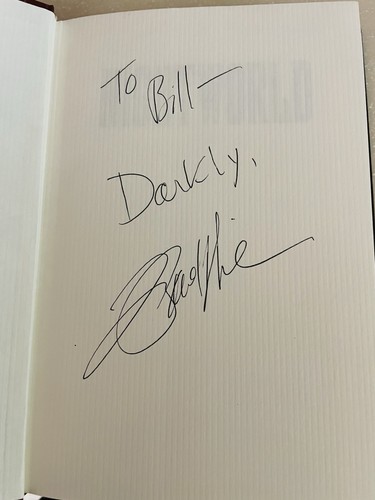 To Bill—
Darkly,